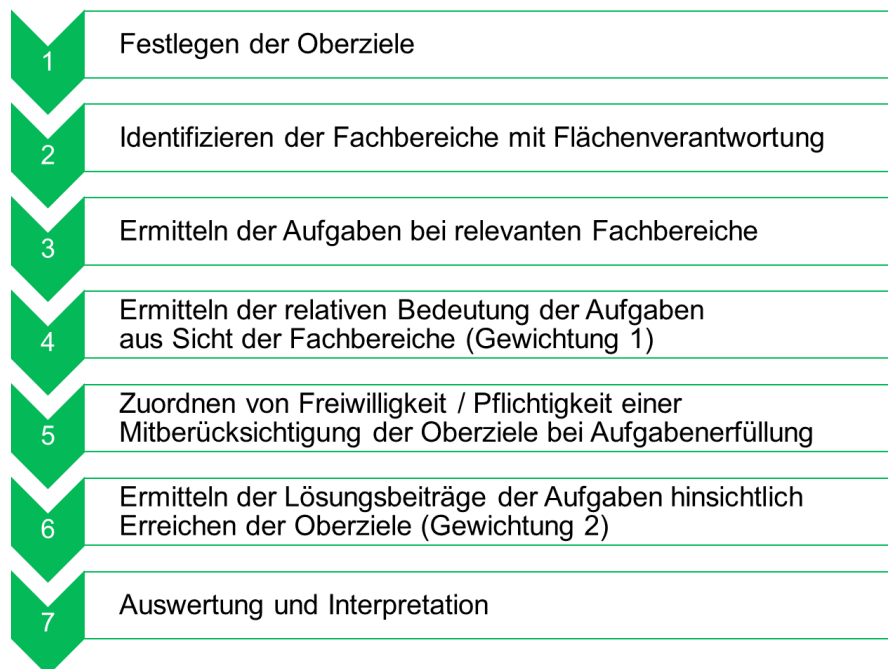 1
Festlegen der Oberziele
2
Identifizieren der Fachbereiche mit Flächenverantwortung
3
Ermitteln der Aufgaben bei relevanten Fachbereiche
4
Ermitteln der relativen Bedeutung der Aufgaben
aus Sicht der Fachbereiche (Gewichtung 1)
5
Zuordnen von Freiwilligkeit / Pflichtigkeit einer
Mitberücksichtigung der Oberziele bei Aufgabenerfüllung
6
Ermitteln der Lösungsbeiträge der Aufgaben hinsichtlich
Erreichen der Oberziele (Gewichtung 2)
7
Auswertung und Interpretation